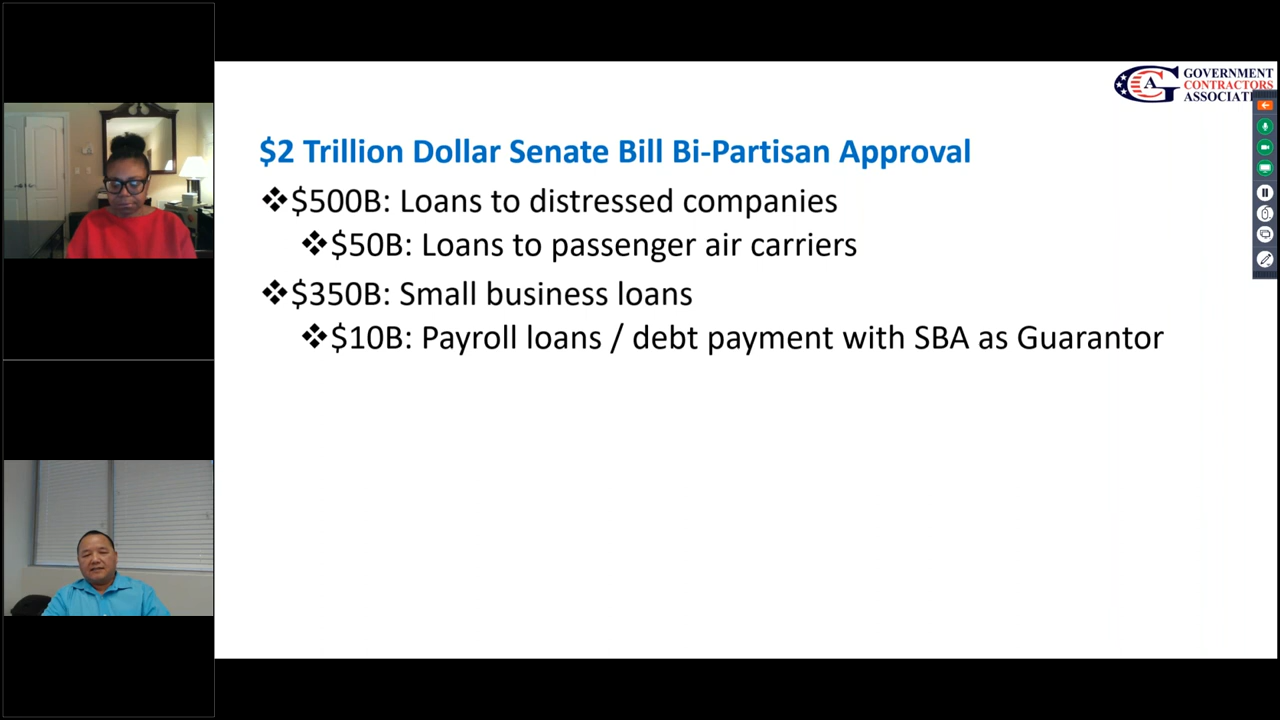 GOVERNMENT
CONTRACTORS
ASSOCIATION
$2 Trillion Dollar Senate Bill Bi-Partisan Approval
❖$500B: Loans to distressed companies
❖$50B: Loans to passenger air carriers
❖$350B: Small business loans
❖$10B: Payroll loans / debt payment with SBA as Guarantor